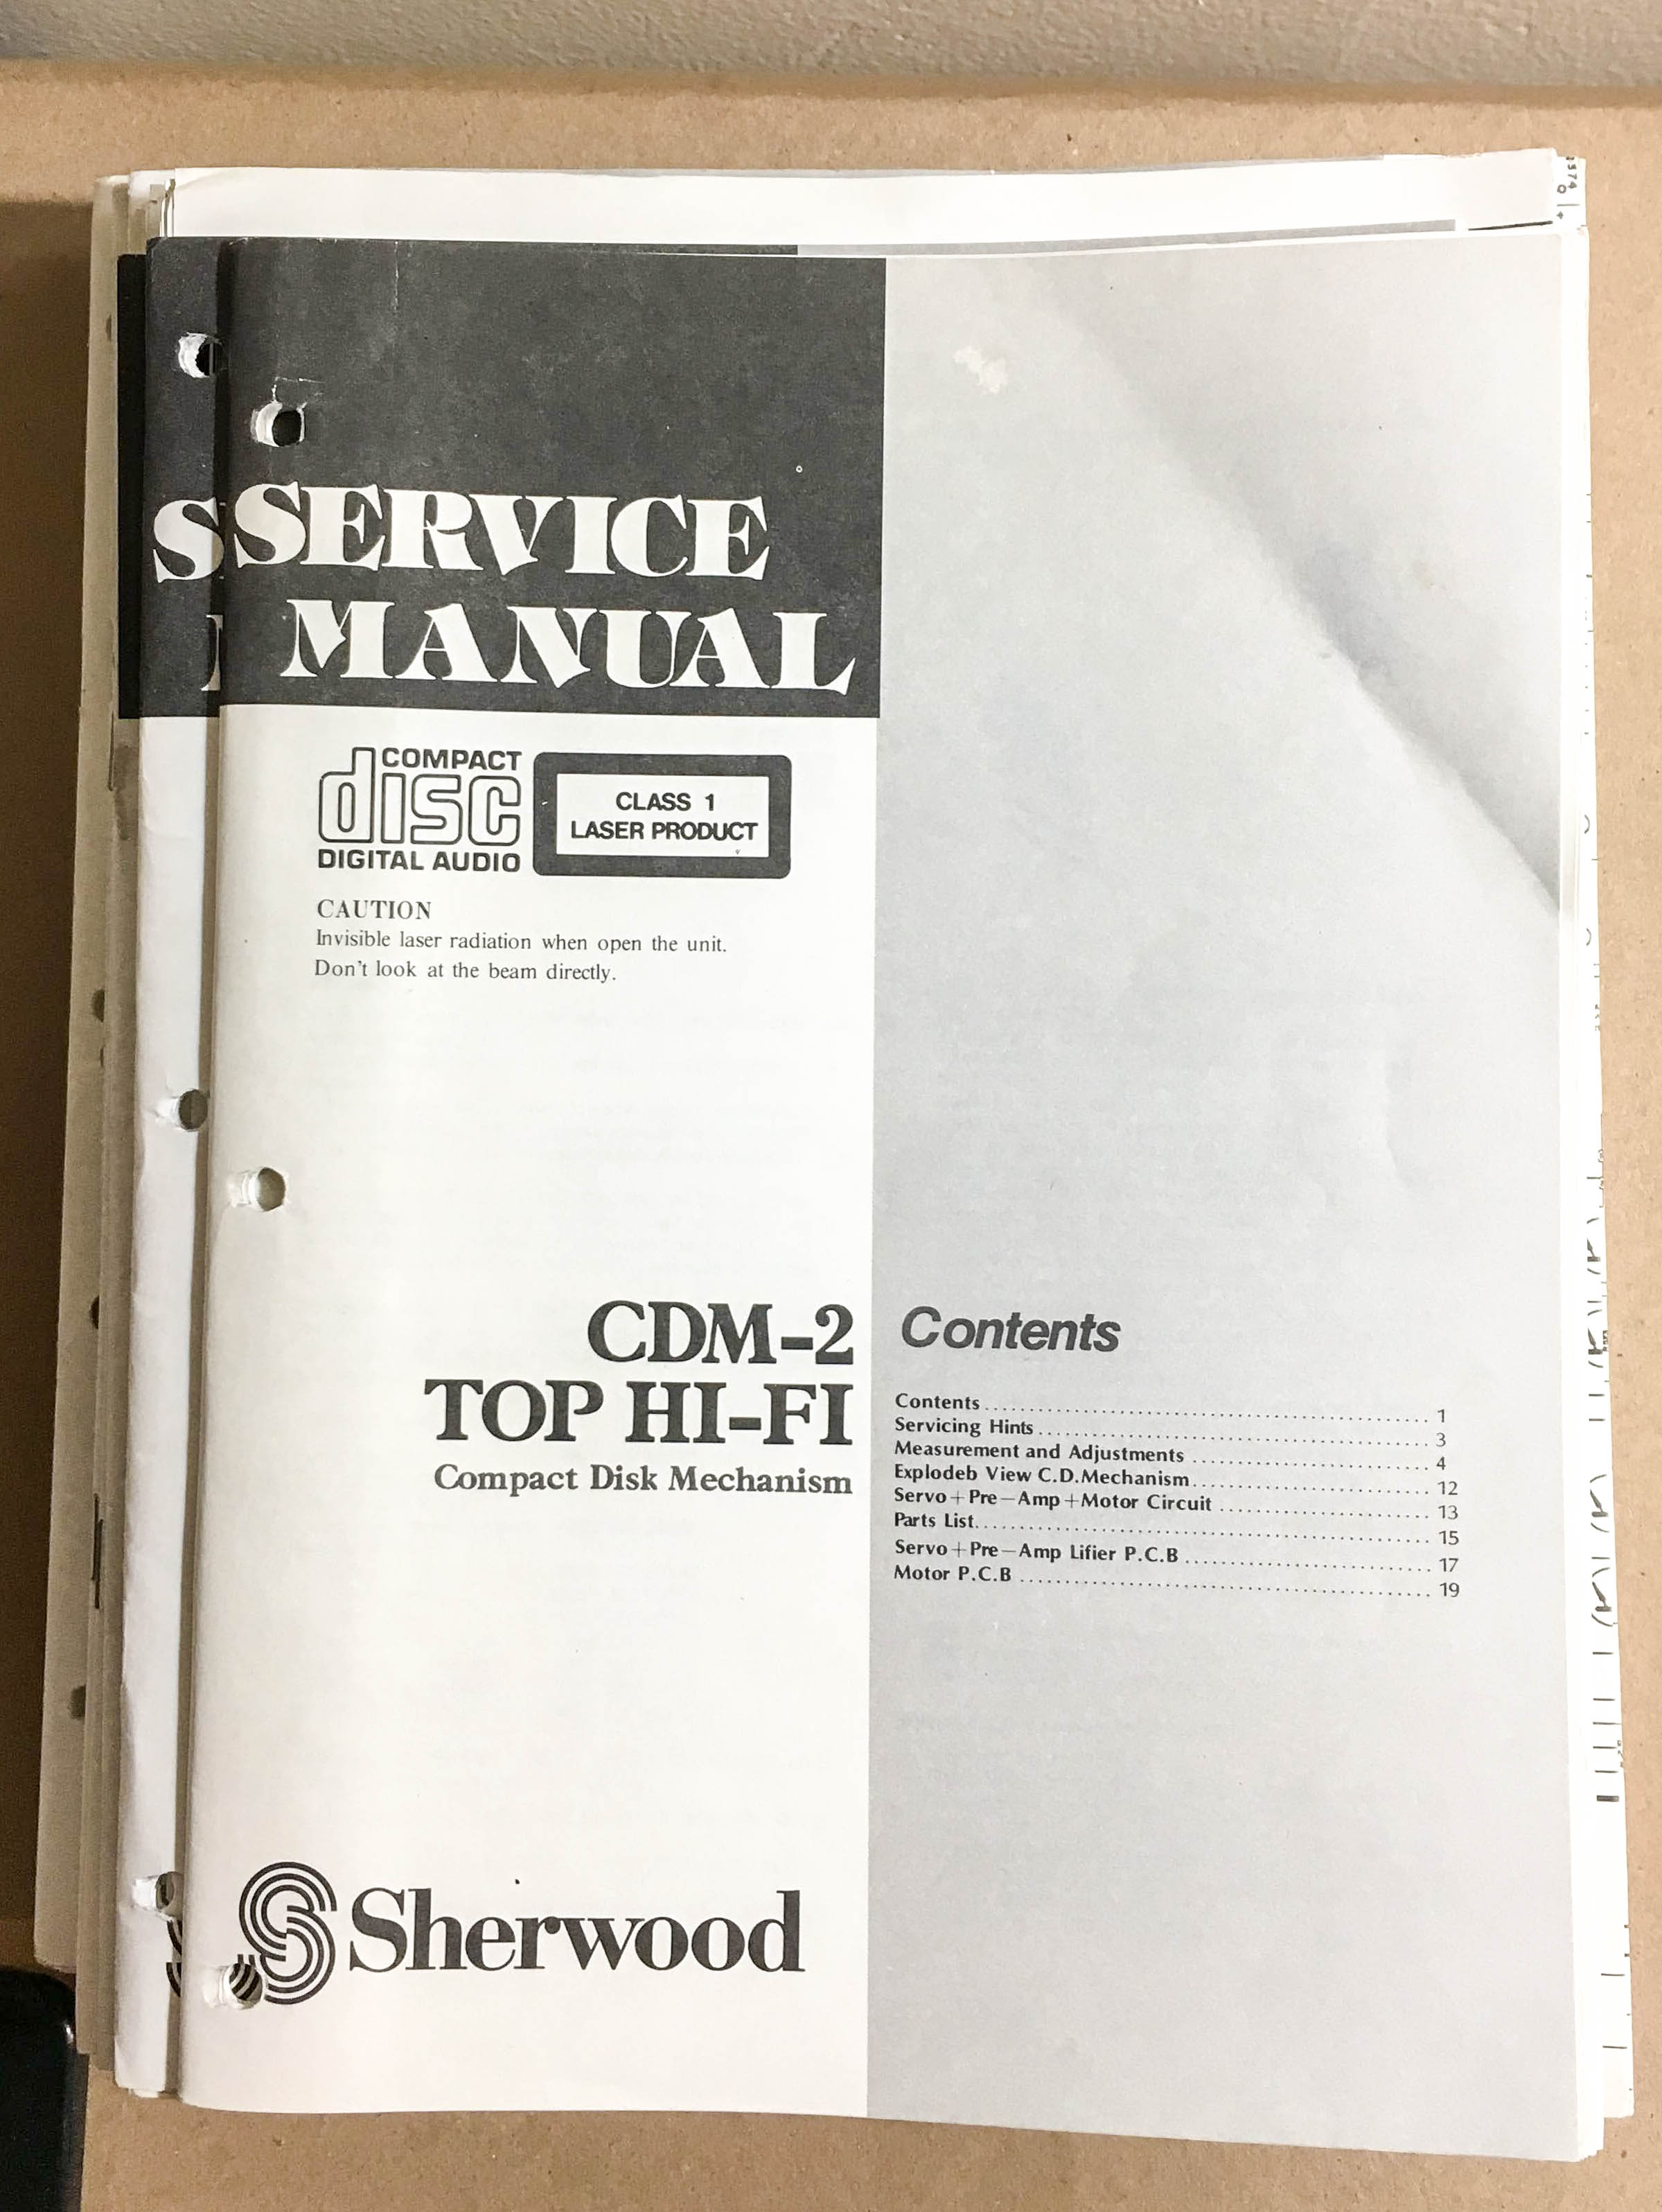 SERVICE
MANUAL
COMPACT
disc
DIGITAL AUDIO
CLASS 1
LASER PRODUCT
CAUTION
Invisible laser radiation when open the unit.
Don't look at the beam directly.
CDM-2
TOP HI-FI
Compact Disk Mechanism
Contents
Contents ........................................................ 1
Servicing Hints ........................................................ 3
Measurement and Adjustments ........................................ 4
Explodeb View C.D.Mechanism ........................................ 12
Servo+Pre-Amp+Motor Circuit ........................................ 13
Parts List ........................................................ 15
Servo+Pre-Amp Lifier P.C.B ........................................ 17
Motor P.C.B ........................................................ 19
Sherwood